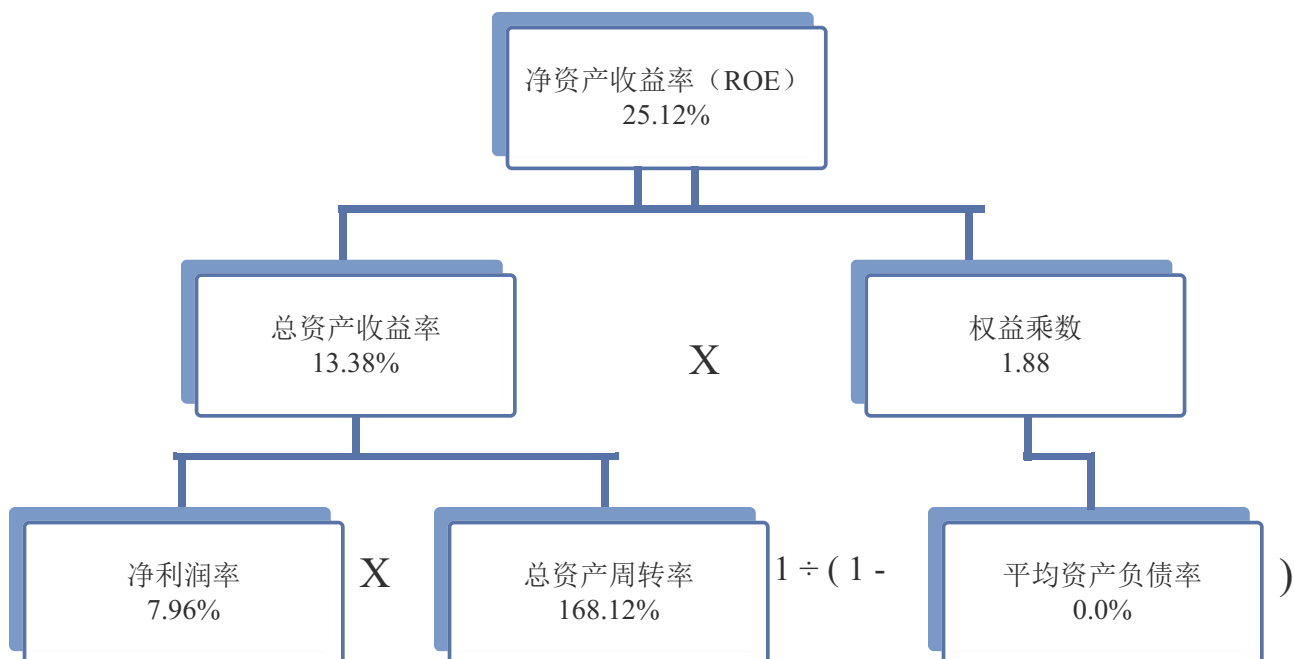 净资产收益率（ROE）
25.12%
总资产收益率
13.38%
X
权益乘数
1.88
净利润率
7.96%
X
总资产周转率
168.12%
1 ÷ ( 1 -
平均资产负债率
0.0%
)